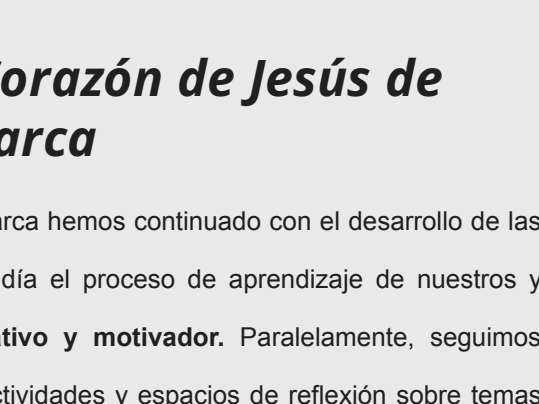 orazón de Jesús de
arca
arca hemos continuado con el desarrollo de las
día el proceso de aprendizaje de nuestros y
tivo y motivador. Paralelamente, seguimos
ctividades y espacios de reflexión sobre temas